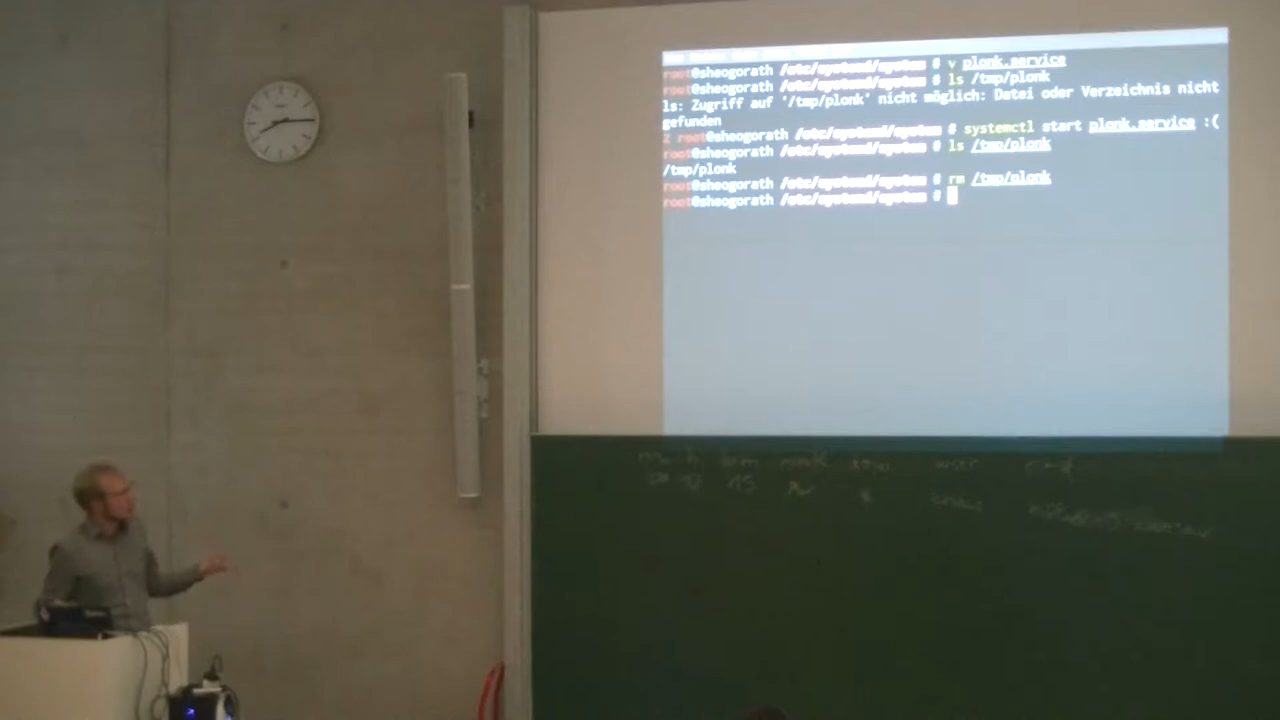 root@sheogorath /etc/systemd/system # v plonk.service
root@sheogorath /etc/systemd/system # ls /tmp/plonk
ls: Zugriff auf '/tmp/plonk' nicht möglich: Datei oder Verzeichnis nicht
gefunden
2 root@sheogorath /etc/systemd/system # systemctl start plonk.service :(
root@sheogorath /etc/systemd/system # ls /tmp/plonk
/tmp/plonk
root@sheogorath /etc/systemd/system # rm /tmp/plonk
root@sheogorath /etc/systemd/system #
user cmd
15